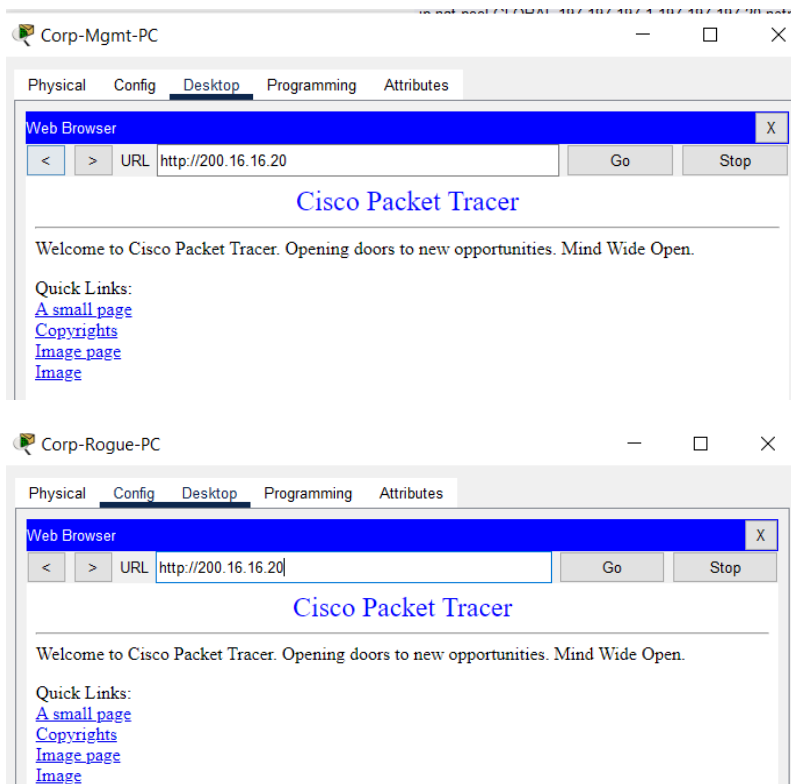 Corp-Mgmt-PC
Physical Config Desktop Programming Attributes
Web Browser X
< > URL http://200.16.16.20 Go Stop
Cisco Packet Tracer
Welcome to Cisco Packet Tracer. Opening doors to new opportunities. Mind Wide Open.
Quick Links:
A small page
Copyrights
Image page
Image
Corp-Rogue-PC
Physical Config Desktop Programming Attributes
Web Browser X
< > URL http://200.16.16.20 Go Stop
Cisco Packet Tracer
Welcome to Cisco Packet Tracer. Opening doors to new opportunities. Mind Wide Open.
Quick Links:
A small page
Copyrights
Image page
Image